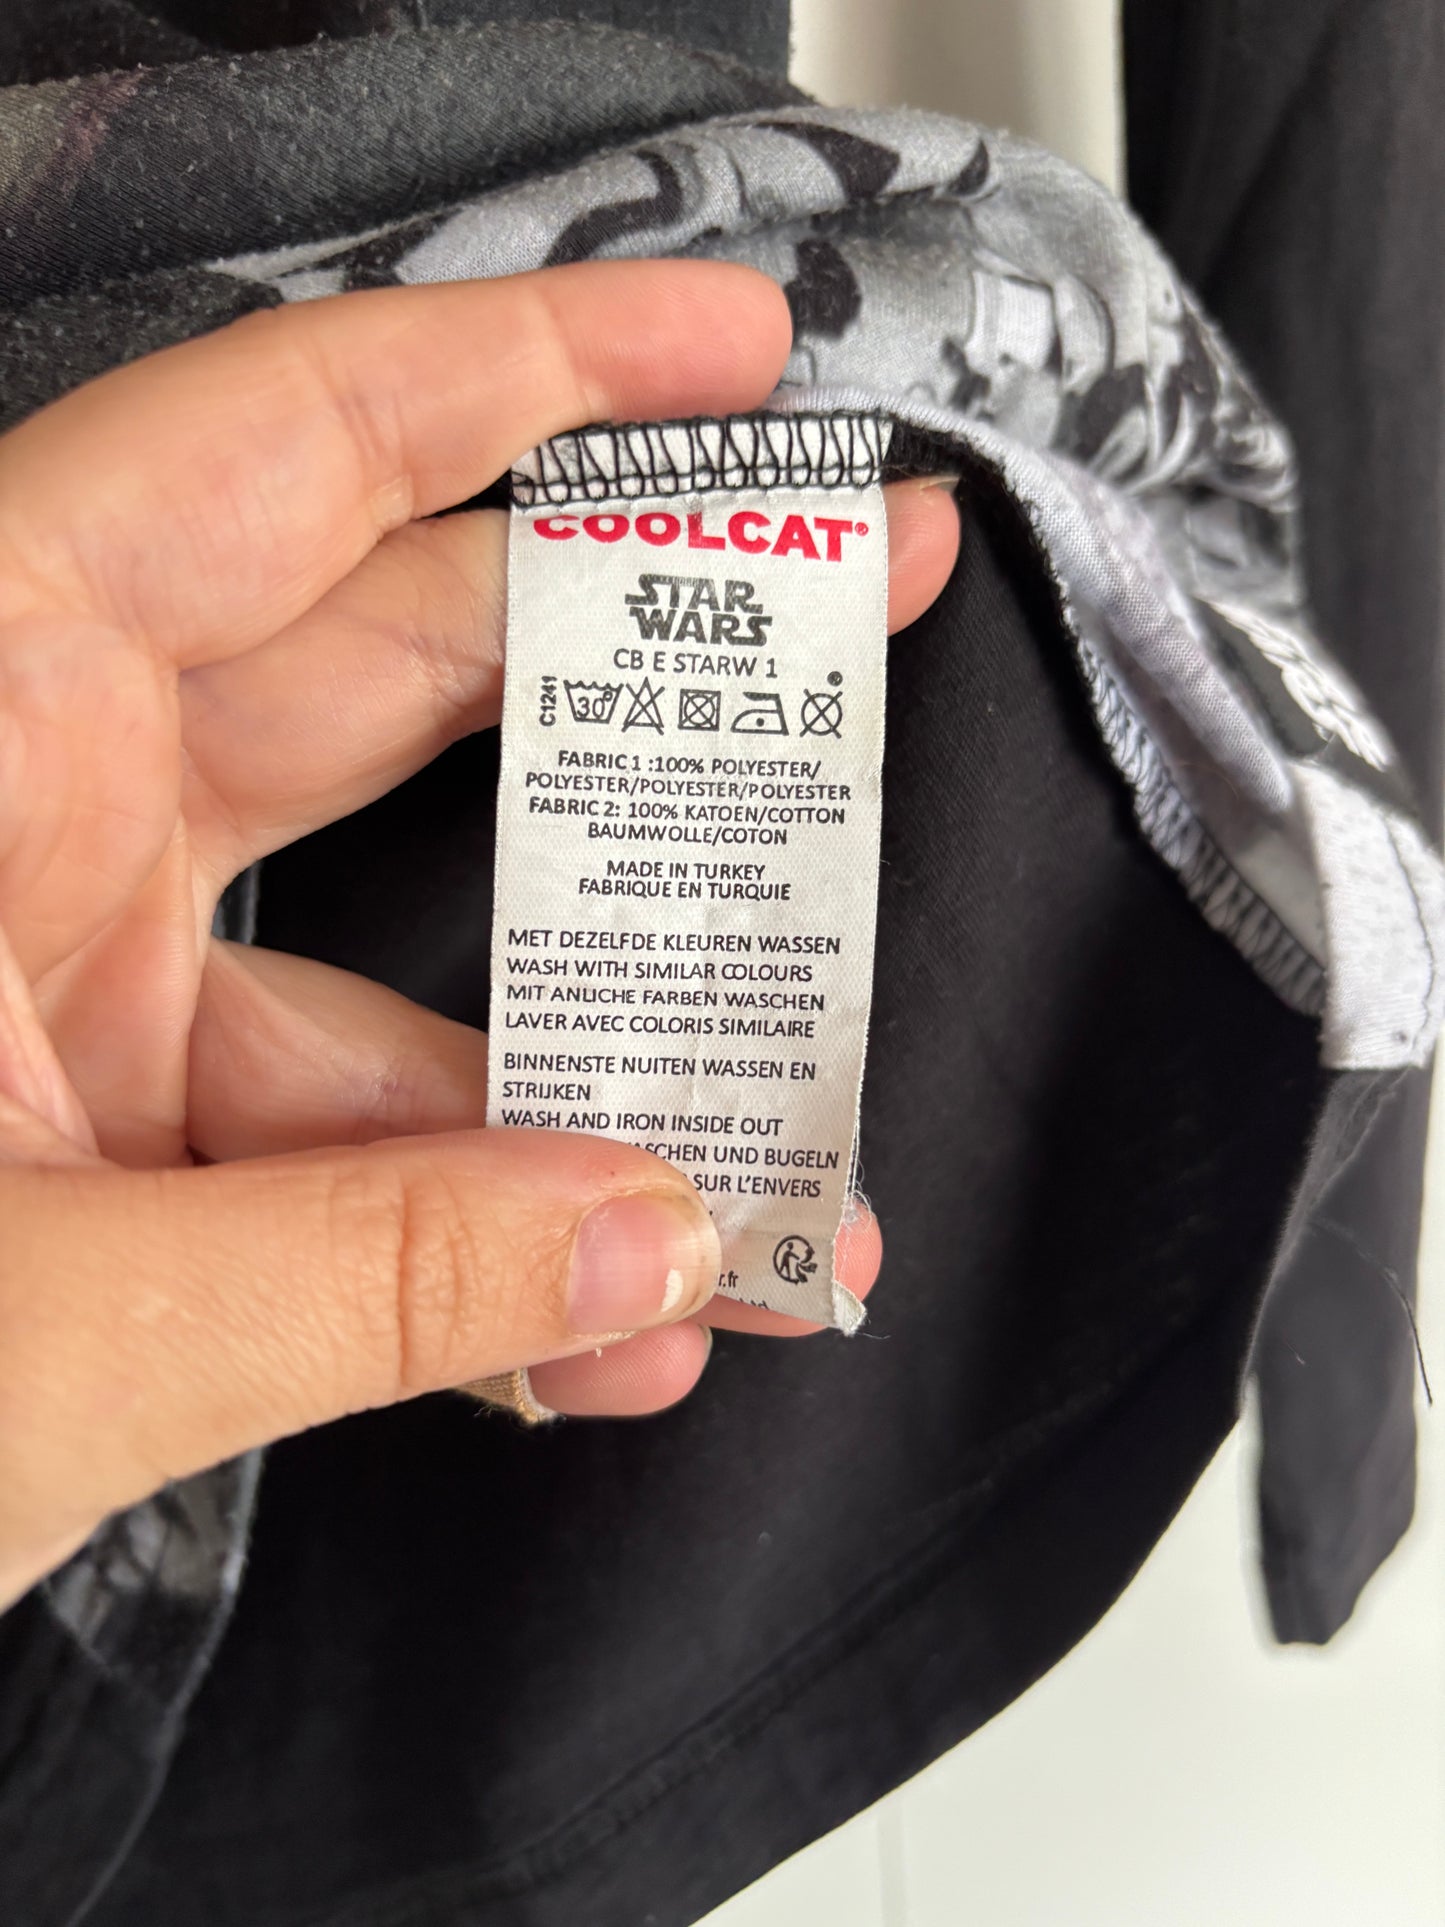 COOLCAT
STAR
WARS
CB E STARW 1
C1241
30°
FABRIC 1 :100% POLYESTER/
POLYESTER/POLYESTER/POLYESTER
FABRIC 2: 100% KATOEN/COTTON
BAUMWOLLE/COTON
MADE IN TURKEY
FABRIQUE EN TURQUIE
MET DEZELFDE KLEUREN WASSEN
WASH WITH SIMILAR COLOURS
MIT ANLICHE FARBEN WASCHEN
LAVER AVEC COLORIS SIMILAIRE
BINNENSTE NUITEN WASSEN EN
STRIJKEN
WASH AND IRON INSIDE OUT
UND BUGELN
SUR L'ENVERS